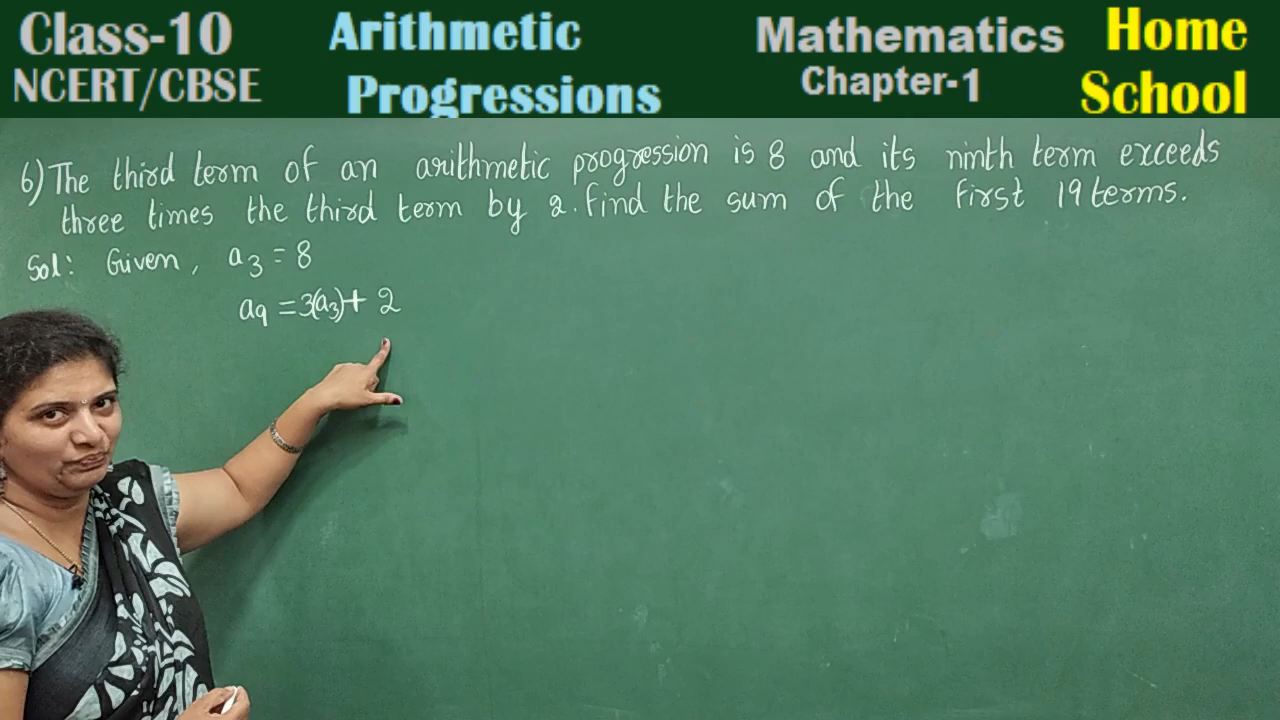 Class-10 Arithmetic Mathematics Home
NCERT/CBSE Progressions Chapter-1 School
6) The third term of an arithmetic progression is 8 and its ninth term exceeds
three times the third term by 2. Find the sum of the first 19 terms.
Sol: Given, a₃ = 8
a₉ = 3(a₃) + 2